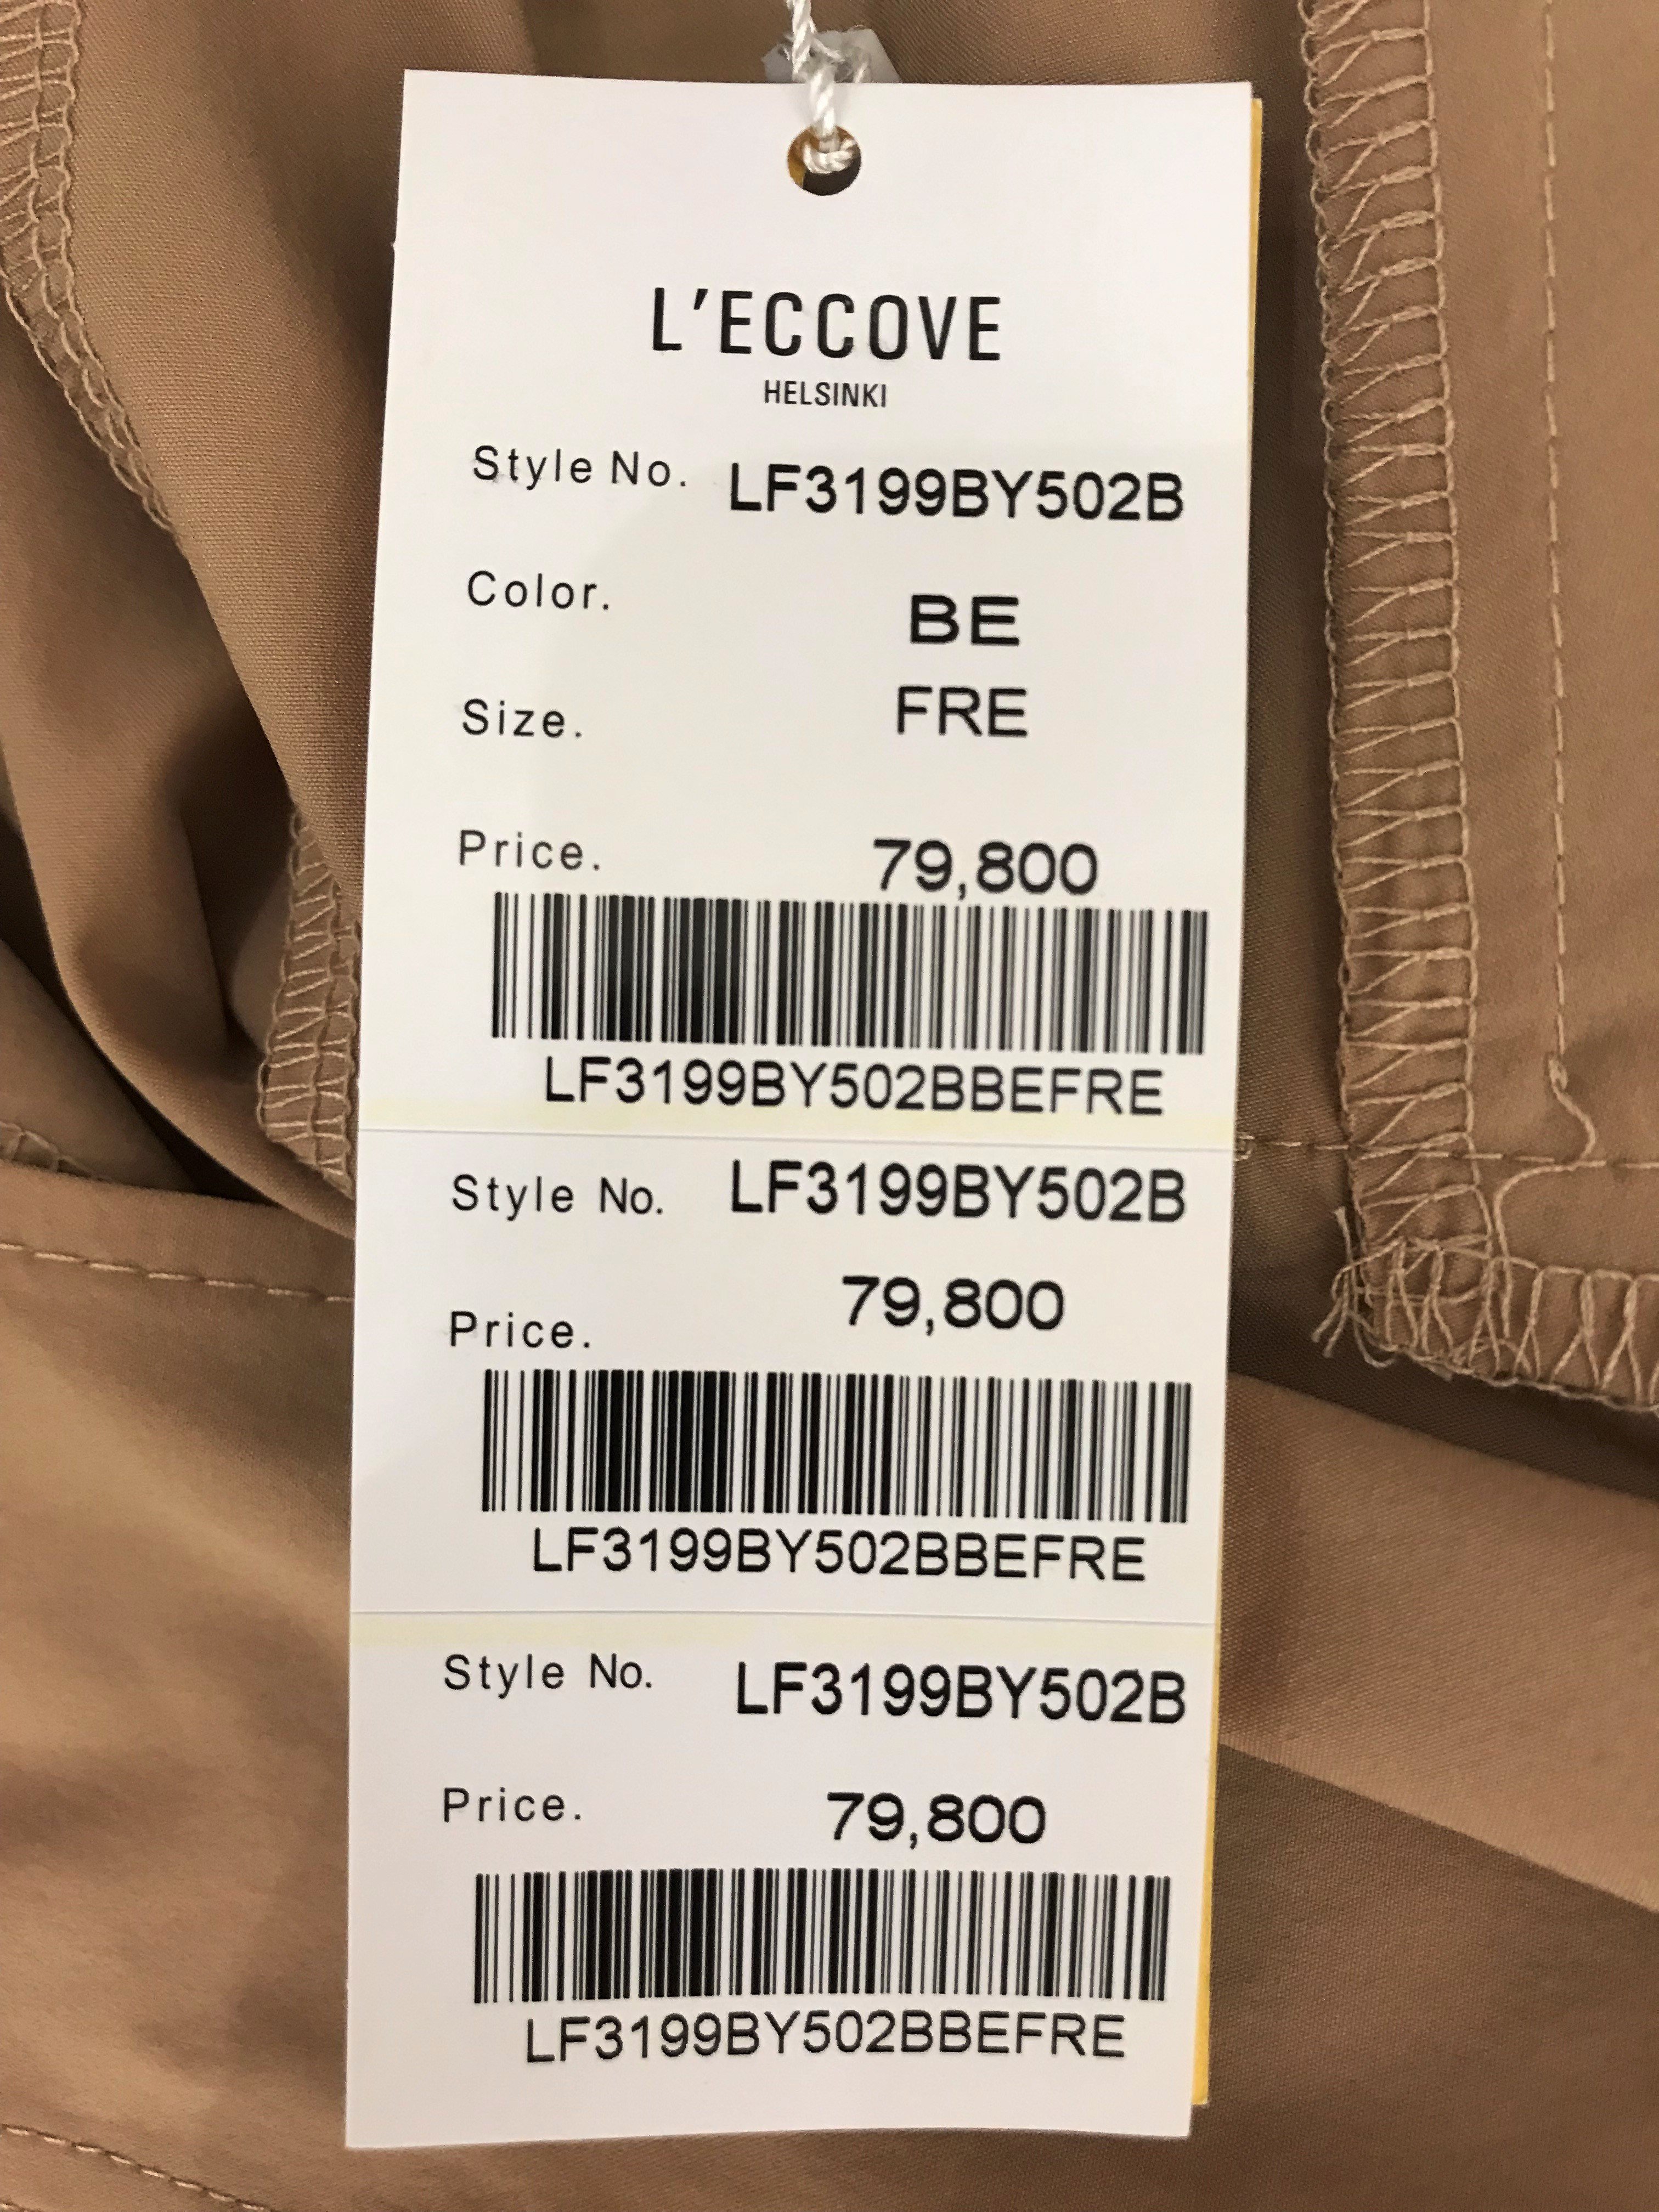 L'ECCOVE
HELSINKI
Style No. LF3199BY502B
Color. BE
Size. FRE
Price. 79,800
LF3199BY502BBEFRE
Style No. LF3199BY502B
Price. 79,800
LF3199BY502BBEFRE
Style No. LF3199BY502B
Price. 79,800
LF3199BY502BBEFRE